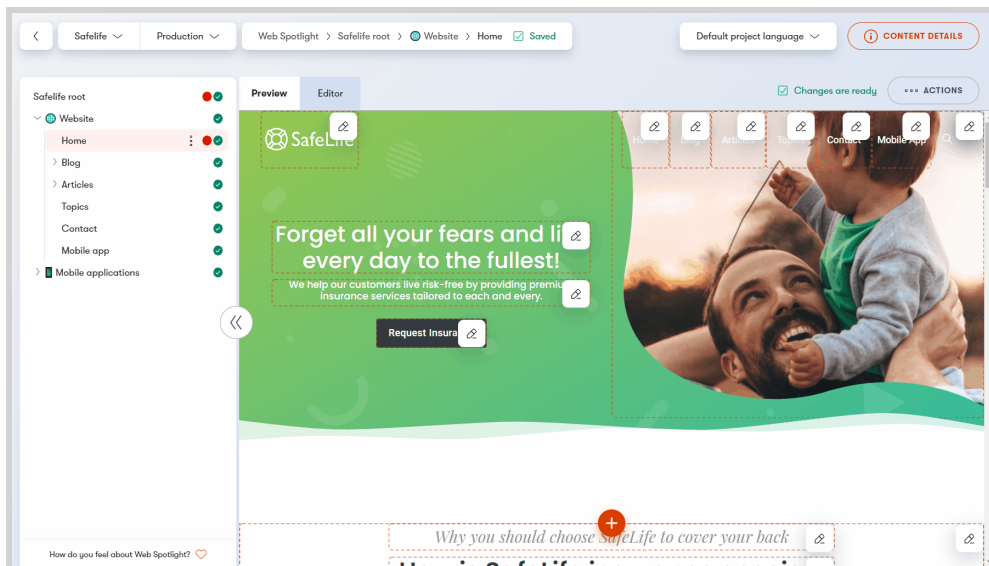 Safelife
Production
Web Spotlight > Safelife root > Website > Home Saved
Default project language
CONTENT DETAILS
Safelife root
Website
Home
Blog
Articles
Topics
Contact
Mobile app
Mobile applications
How do you feel about Web Spotlight?
Preview
Editor
Changes are ready
ACTIONS
SafeLife
Home Blog Articles Topics Contact Mobile App
Forget all your fears and li
every day to the fullest!
We help our customers live risk-free by providing premiu
insurance services tailored to each and every.
Request Insura
Why you should choose SafeLife to cover your back